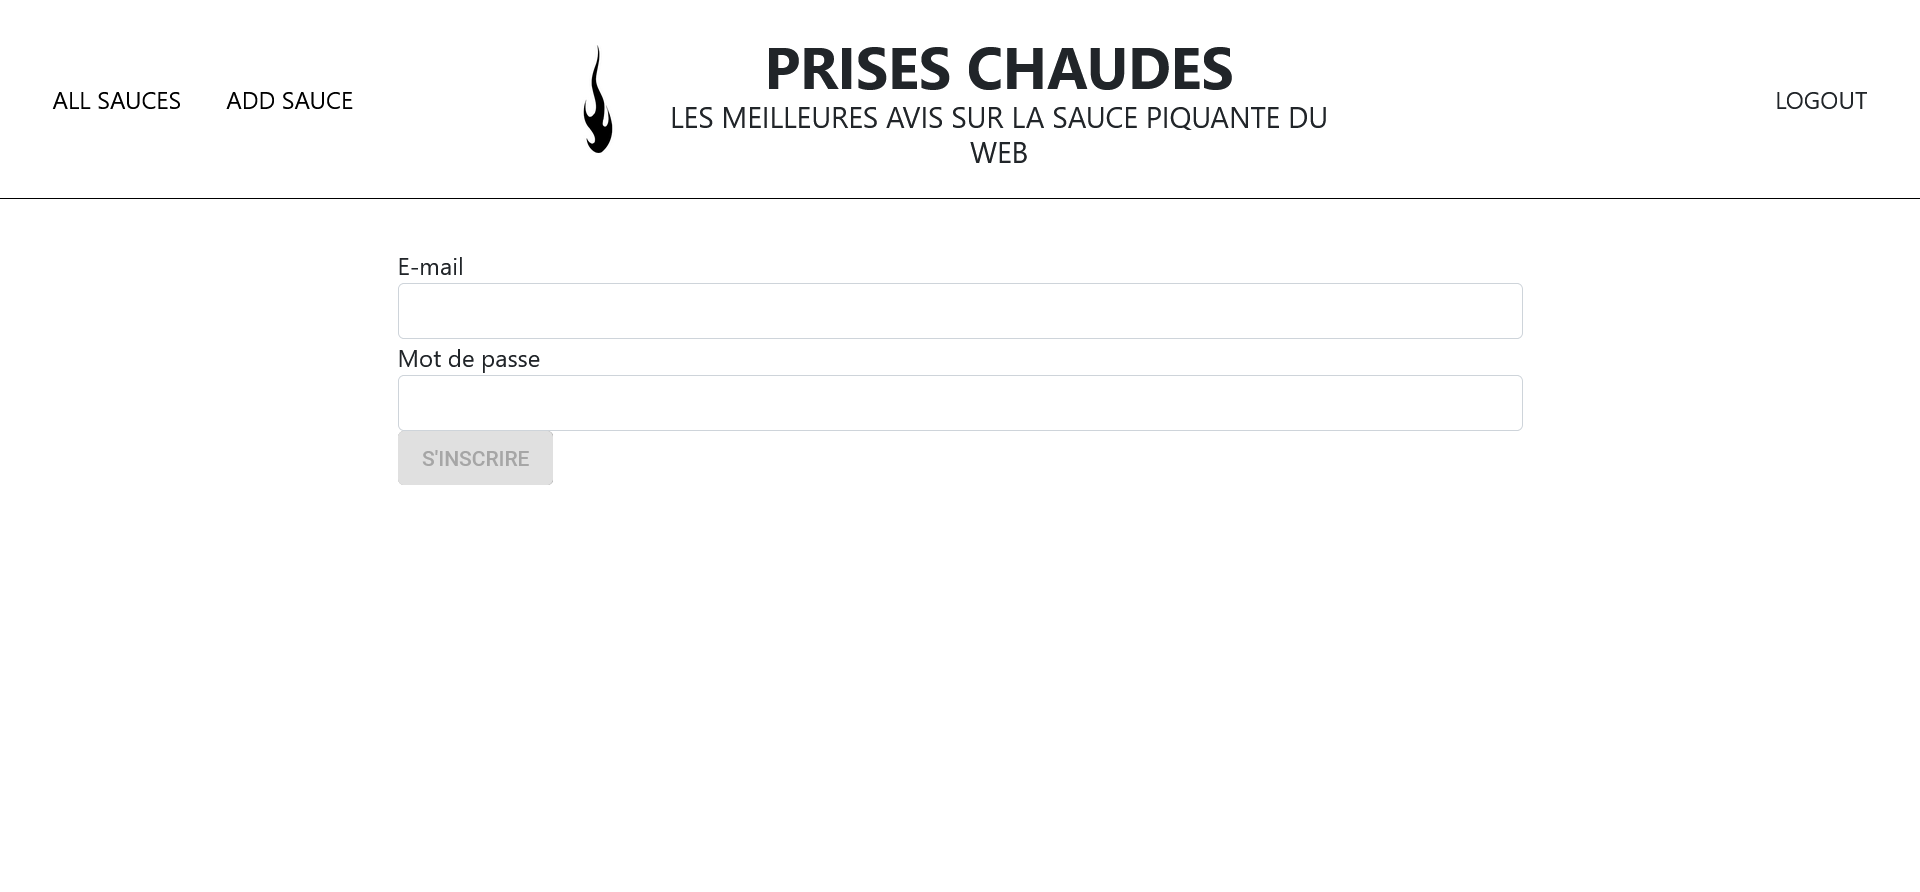 ALL SAUCES
ADD SAUCE
PRISES CHAUDES
LES MEILLEURES AVIS SUR LA SAUCE PIQUANTE DU
WEB
LOGOUT
E-mail
Mot de passe
S'INSCRIRE